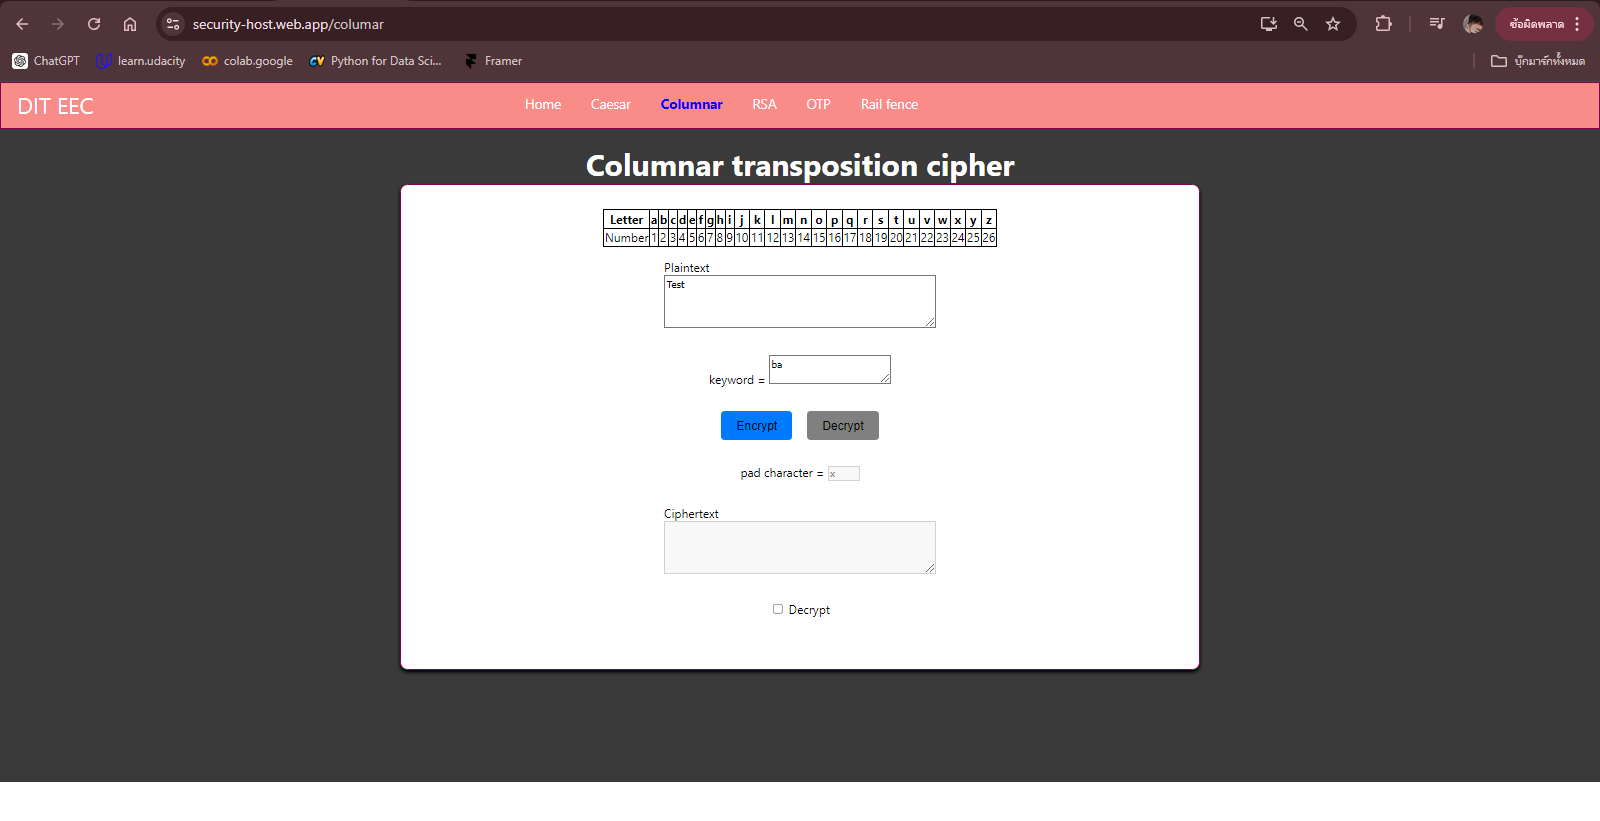 security-host.web.app/columar
ข้อผิดพลาด
ChatGPT learn.udacity colab.google Python for Data Sci... Framer บุ๊กมาร์กทั้งหมด
DIT EEC Home Caesar Columnar RSA OTP Rail fence
Columnar transposition cipher
Letter a b c d e f g h i j k l m n o p q r s t u v w x y z
Number 1 2 3 4 5 6 7 8 9 10 11 12 13 14 15 16 17 18 19 20 21 22 23 24 25 26
Plaintext
Test
keyword = ba
Encrypt Decrypt
pad character = x
Ciphertext
Decrypt